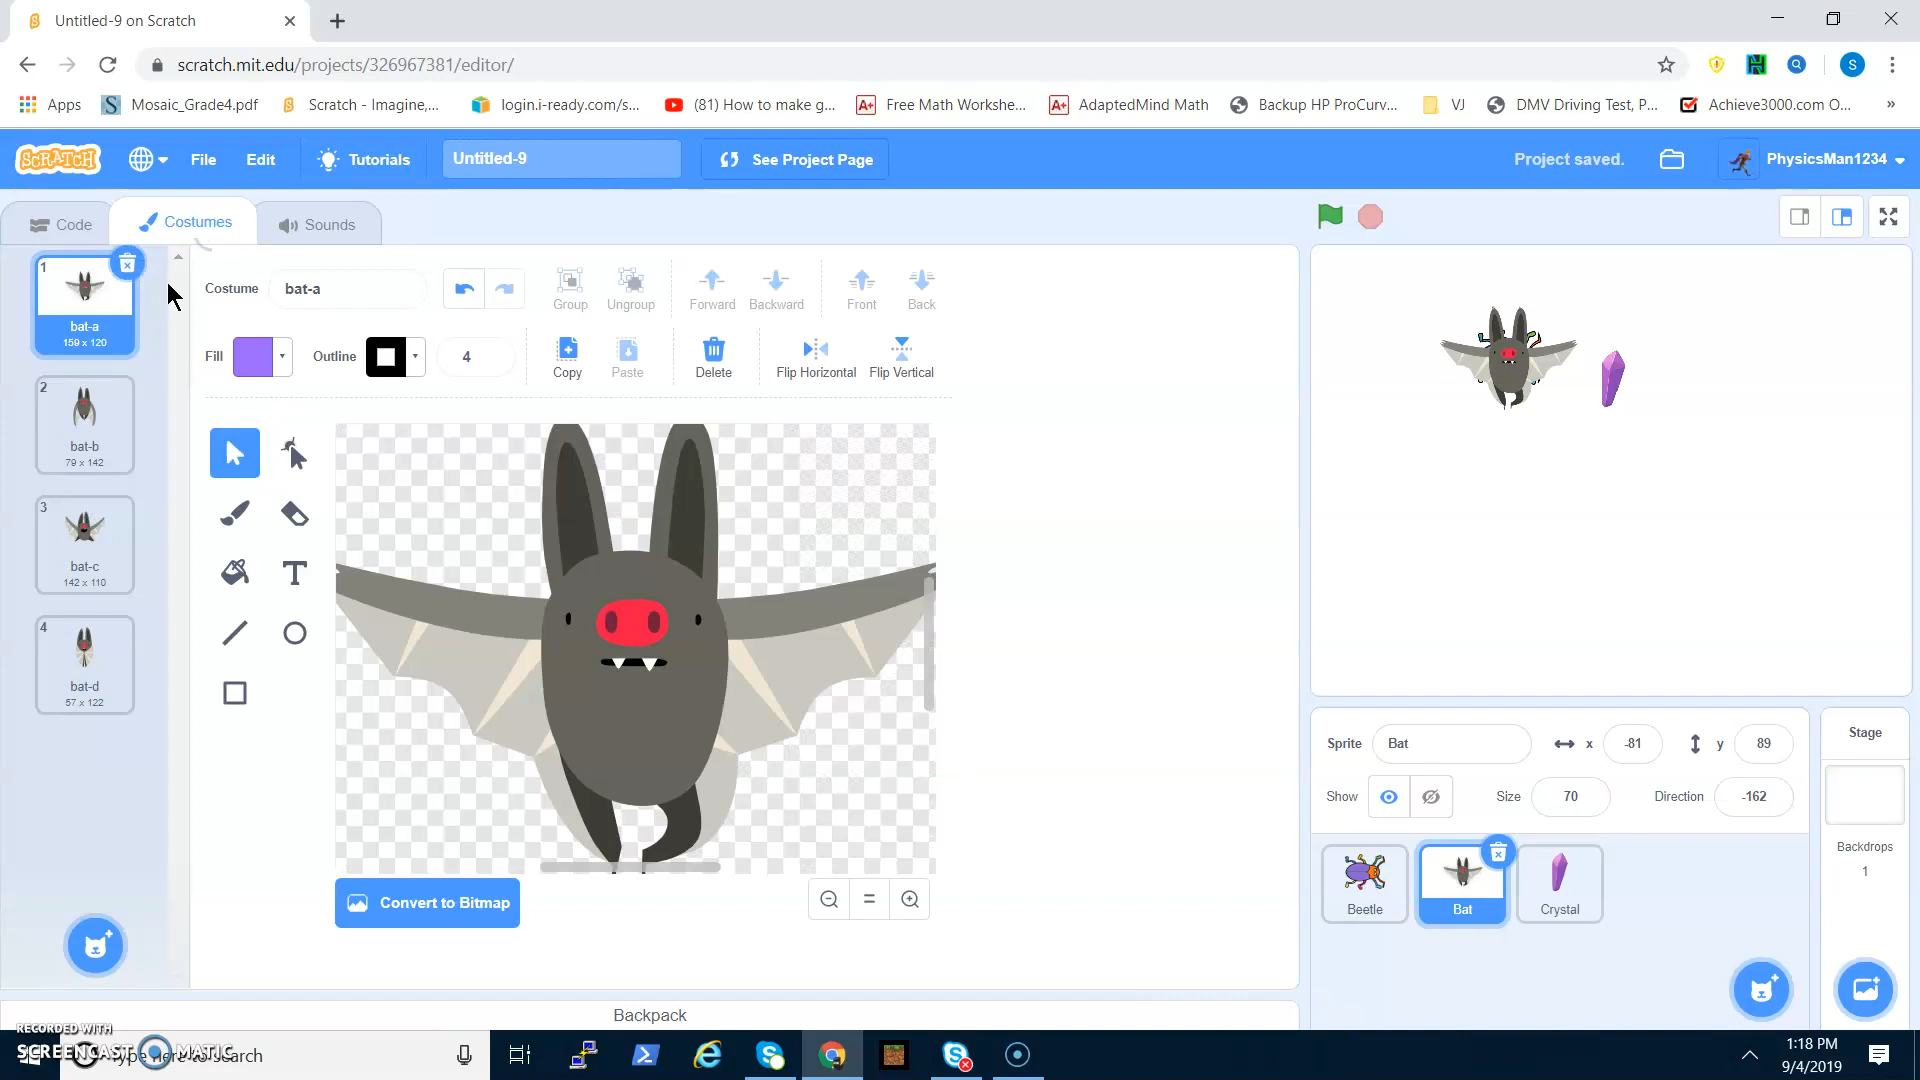 Untitled-9 on Scratch
scratch.mit.edu/projects/326967381/editor/
S
Apps
Mosaic_Grade4.pdf
Scratch - Imagine,...
login.i-ready.com/s...
(81) How to make g...
Free Math Workshe...
AdaptedMind Math
Backup HP ProCurv...
VJ
DMV Driving Test, P...
Achieve3000.com O...
»
SCRATCH
File
Edit
Tutorials
Untitled-9
See Project Page
Project saved.
PhysicsMan1234
Code
Costumes
Sounds
1
bat-a
159 x 120
2
bat-b
79 x 142
3
bat-c
142 x 110
4
bat-d
57 x 122
Costume
bat-a
Group
Ungroup
Forward
Backward
Front
Back
Fill
Outline
4
Copy
Paste
Delete
Flip Horizontal
Flip Vertical
T
Convert to Bitmap
Backpack
Sprite
Bat
x
-81
y
89
Show
Size
70
Direction
-162
Beetle
Bat
Crystal
Stage
Backdrops
1
RECORDED WITH
SCREENCAST MATIC
Type here to search
1:18 PM
9/4/2019